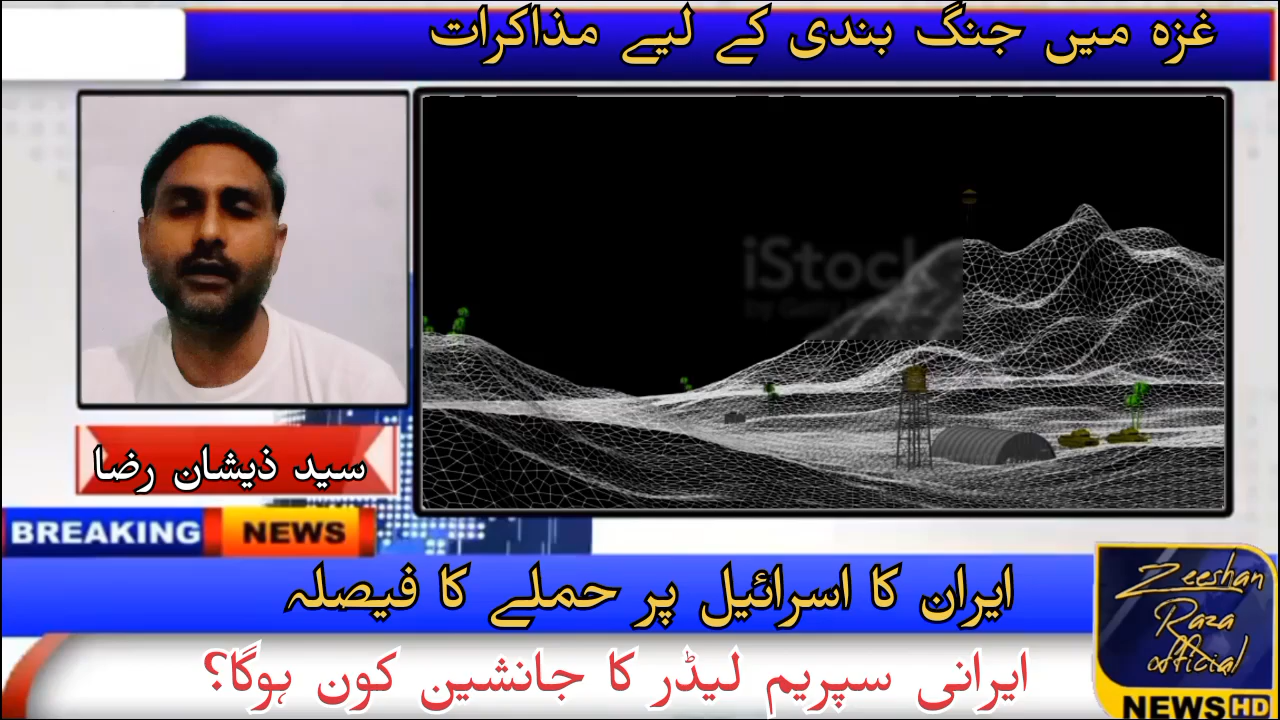 غزہ میں جنگ بندی کے لیے مذاکرات
iStock
سید ذیشان رضا
BREAKING NEWS
ایران کا اسرائیل پر حملے کا فیصلہ
ایرانی سپریم لیڈر کا جانشین کون ہوگا؟
Zeeshan
Raza
official
NEWS HD